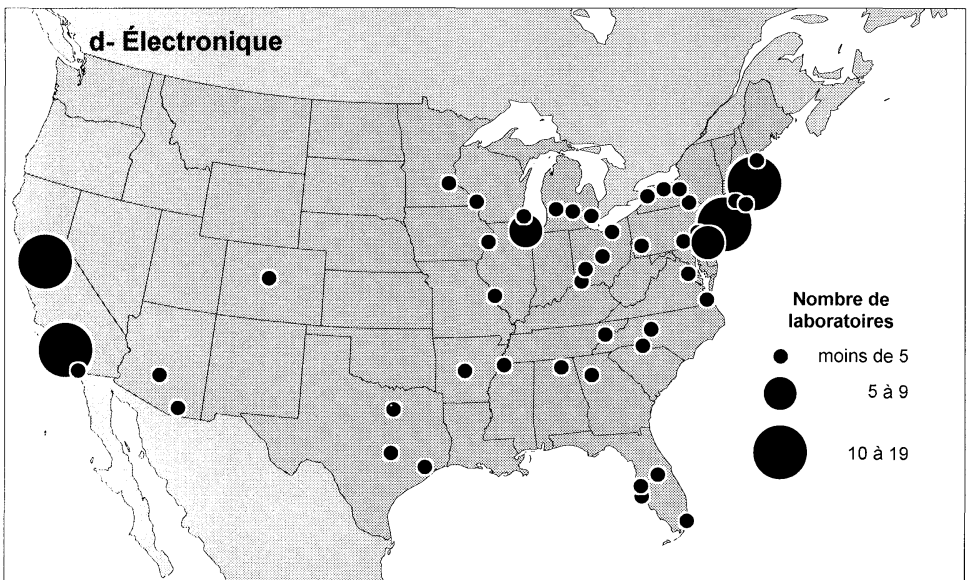 d- Électronique
Nombre de
laboratoires
moins de 5
5 à 9
10 à 19